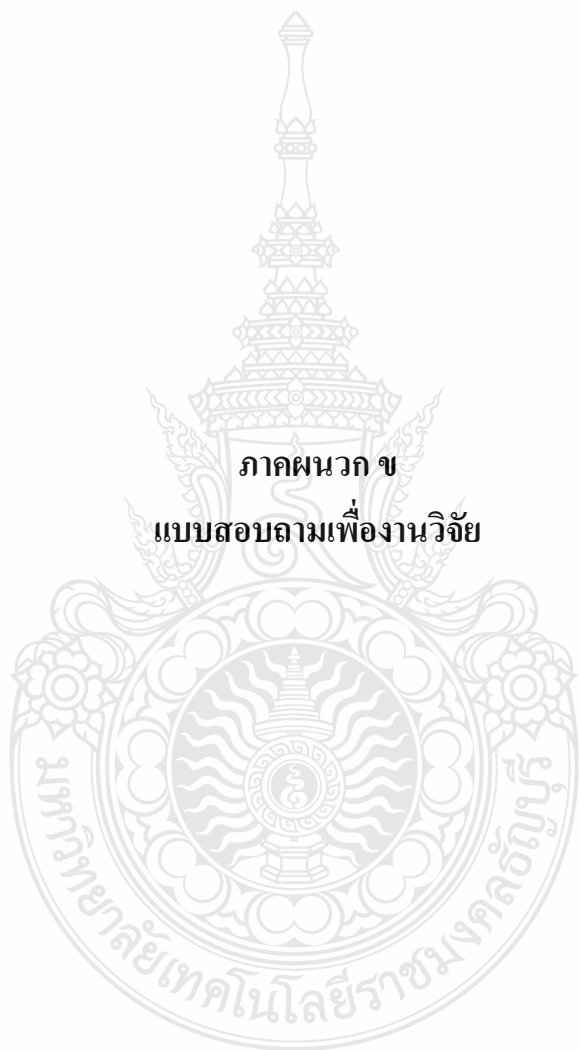 ภาคผนวก ข
แบบสอบถามเพื่องานวิจัย
มหาวิทยาลัยเทคโนโลยีราชมงคลธัญบุรี